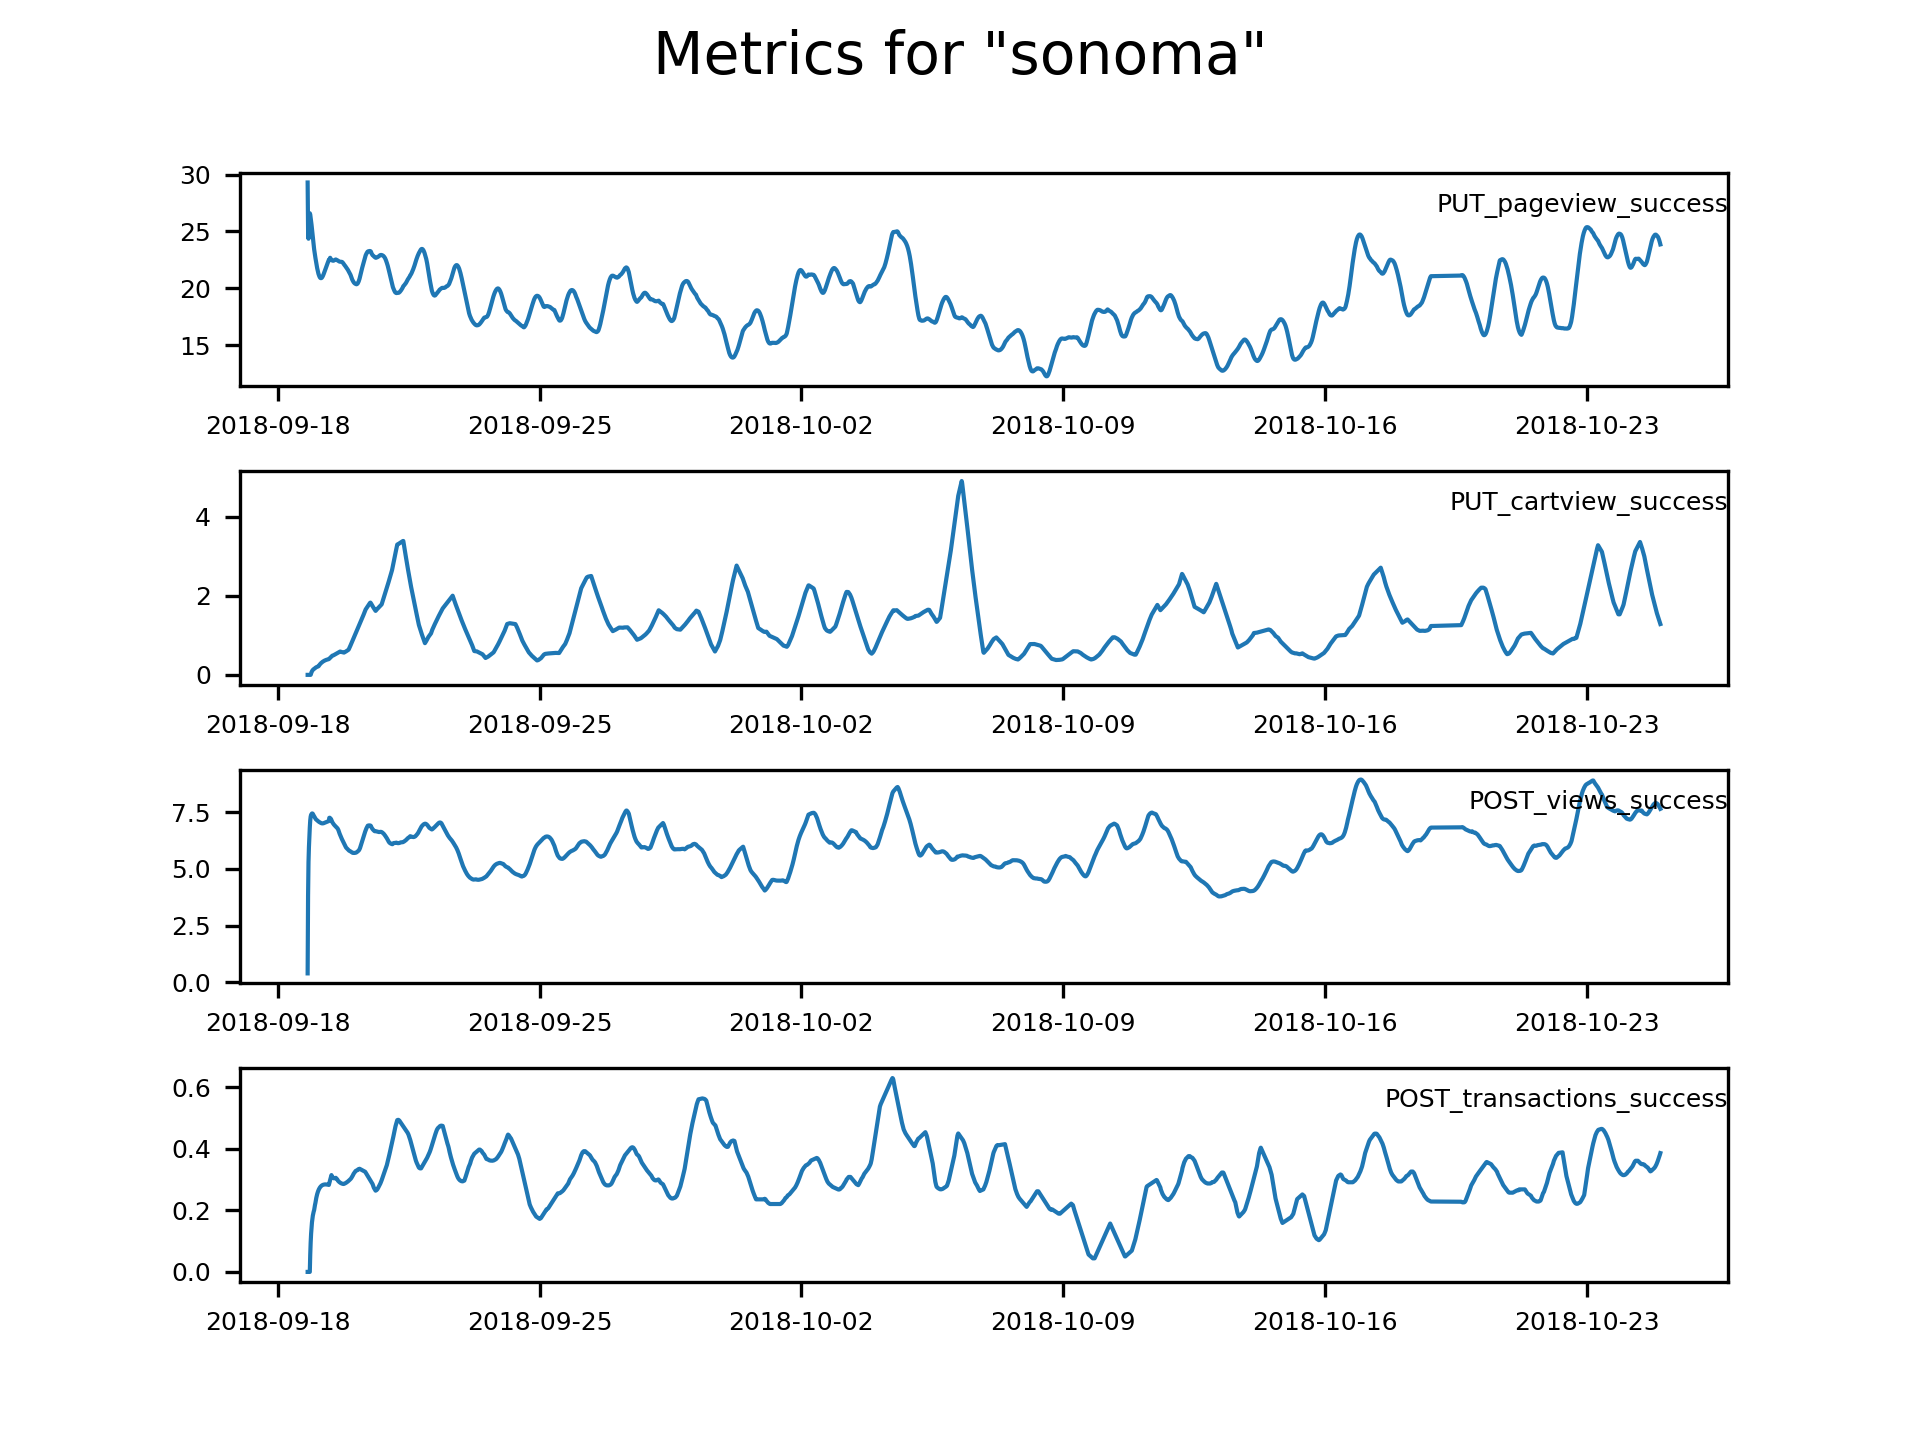 Metrics for "sonoma"
30
25
20
15
PUT_pageview_success
2018-09-18 2018-09-25 2018-10-02 2018-10-09 2018-10-16 2018-10-23
4
2
0
PUT_cartview_success
2018-09-18 2018-09-25 2018-10-02 2018-10-09 2018-10-16 2018-10-23
7.5
5.0
2.5
0.0
POST_views_success
2018-09-18 2018-09-25 2018-10-02 2018-10-09 2018-10-16 2018-10-23
0.6
0.4
0.2
0.0
POST_transactions_success
2018-09-18 2018-09-25 2018-10-02 2018-10-09 2018-10-16 2018-10-23